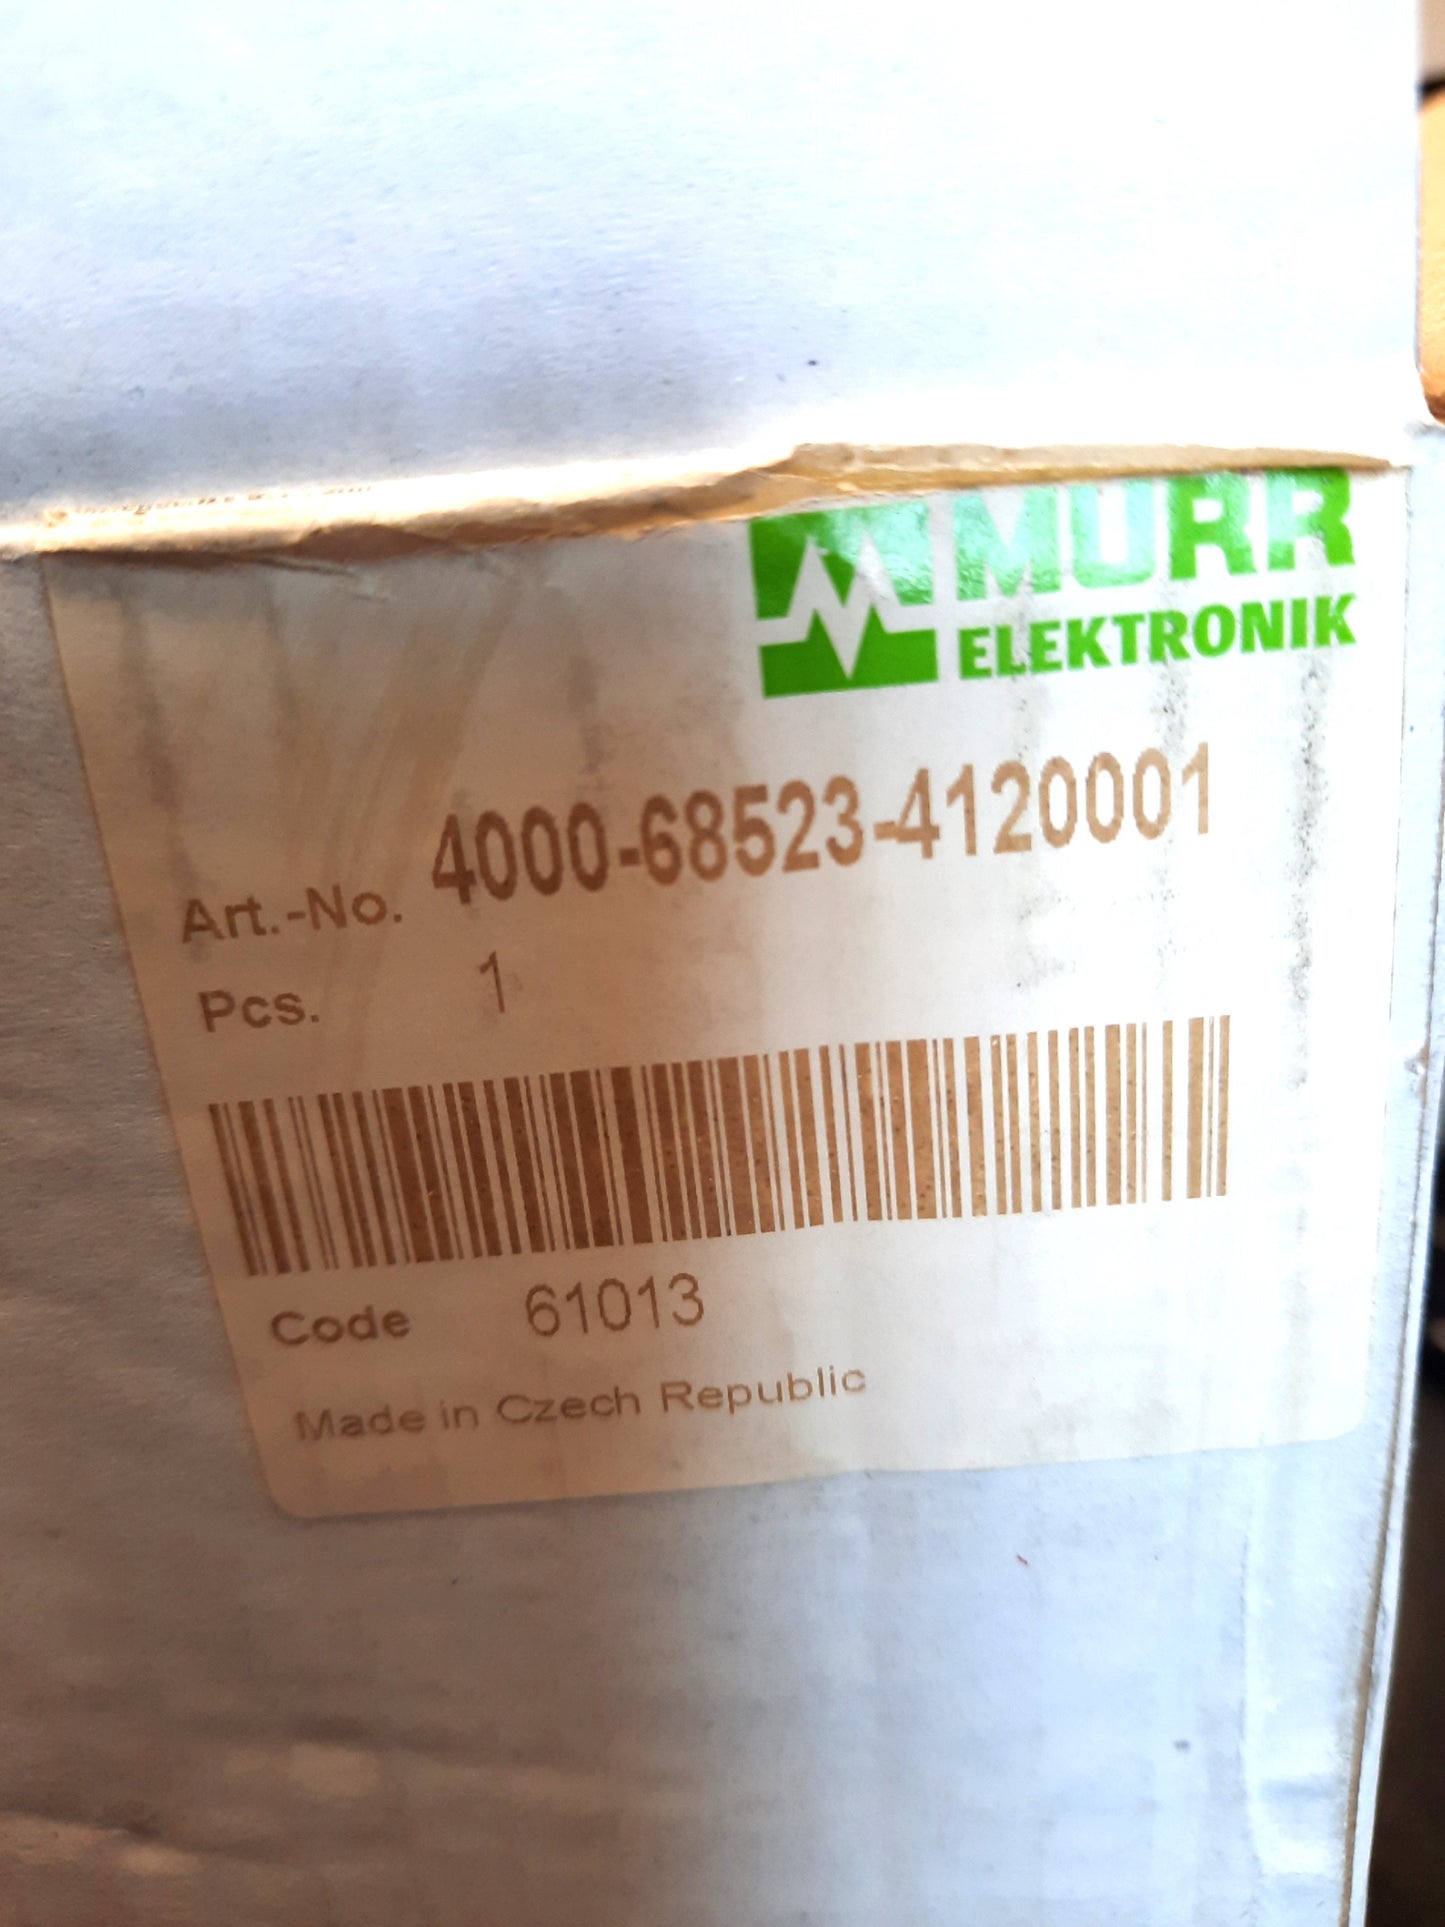 MURR
ELEKTRONIK
Art.-No. 4000-68523-4120001
Pcs. 1
Code 61013
Made in Czech Republic